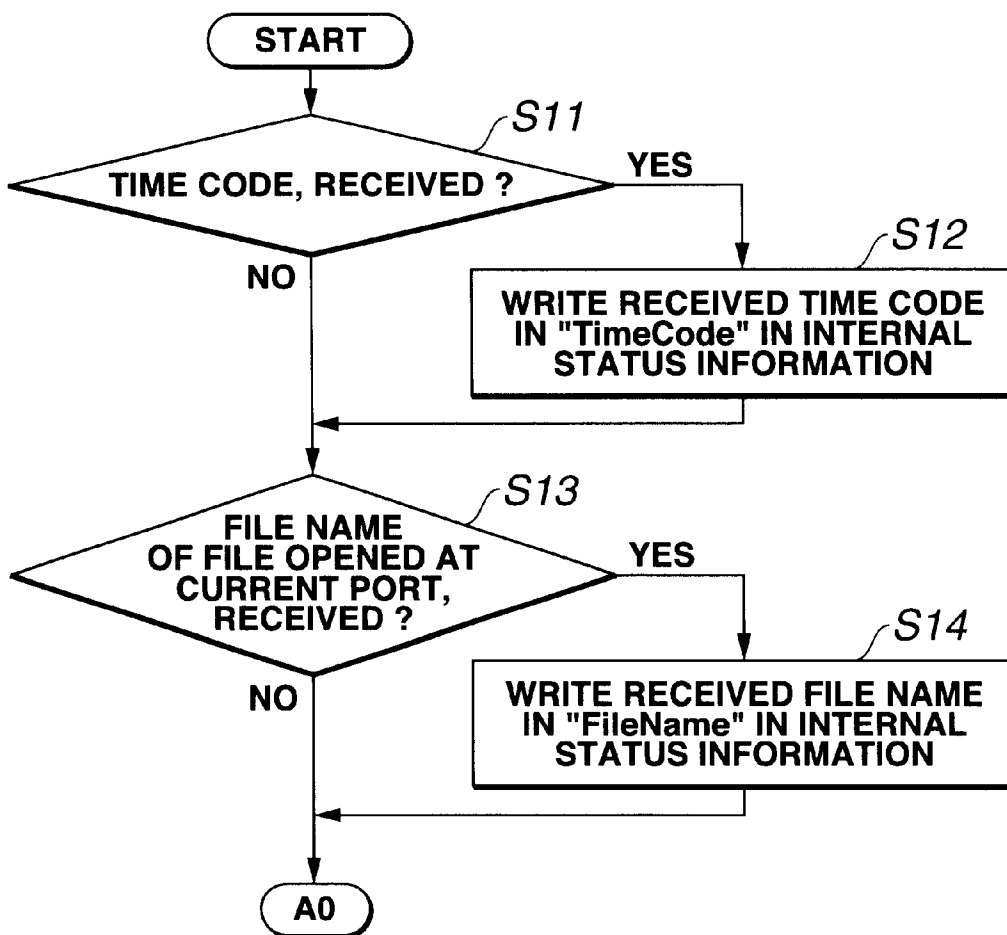 START
S11
TIME CODE, RECEIVED ?
YES
NO
S12
WRITE RECEIVED TIME CODE
IN "TimeCode" IN INTERNAL
STATUS INFORMATION
S13
FILE NAME
OF FILE OPENED AT
CURRENT PORT,
RECEIVED ?
YES
NO
S14
WRITE RECEIVED FILE NAME
IN "FileName" IN INTERNAL
STATUS INFORMATION
A0